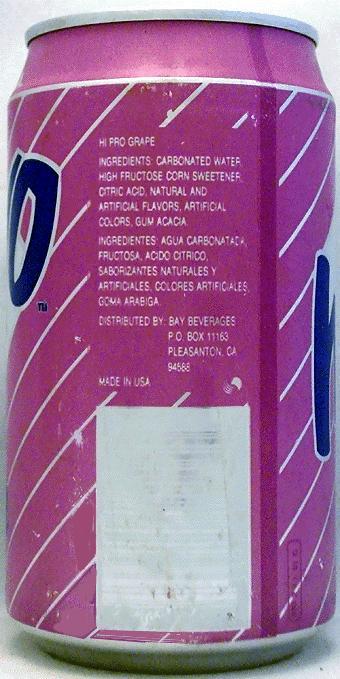 HI PRO GRAPE
INGREDIENTS: CARBONATED WATER,
HIGH FRUCTOSE CORN SWEETENER,
CITRIC ACID, NATURAL AND
ARTIFICIAL FLAVORS, ARTIFICIAL
COLORS, GUM ACACIA.
INGREDIENTES: AGUA CARBONATADA,
FRUCTOSA, ACIDO CITRICO,
SABORIZANTES NATURALES Y
ARTIFICIALES, COLORES ARTIFICIALES,
GOMA ARABIGA.
DISTRIBUTED BY: BAY BEVERAGES
P.O. BOX 11163
PLEASANTON, CA
94588
MADE IN USA
TM